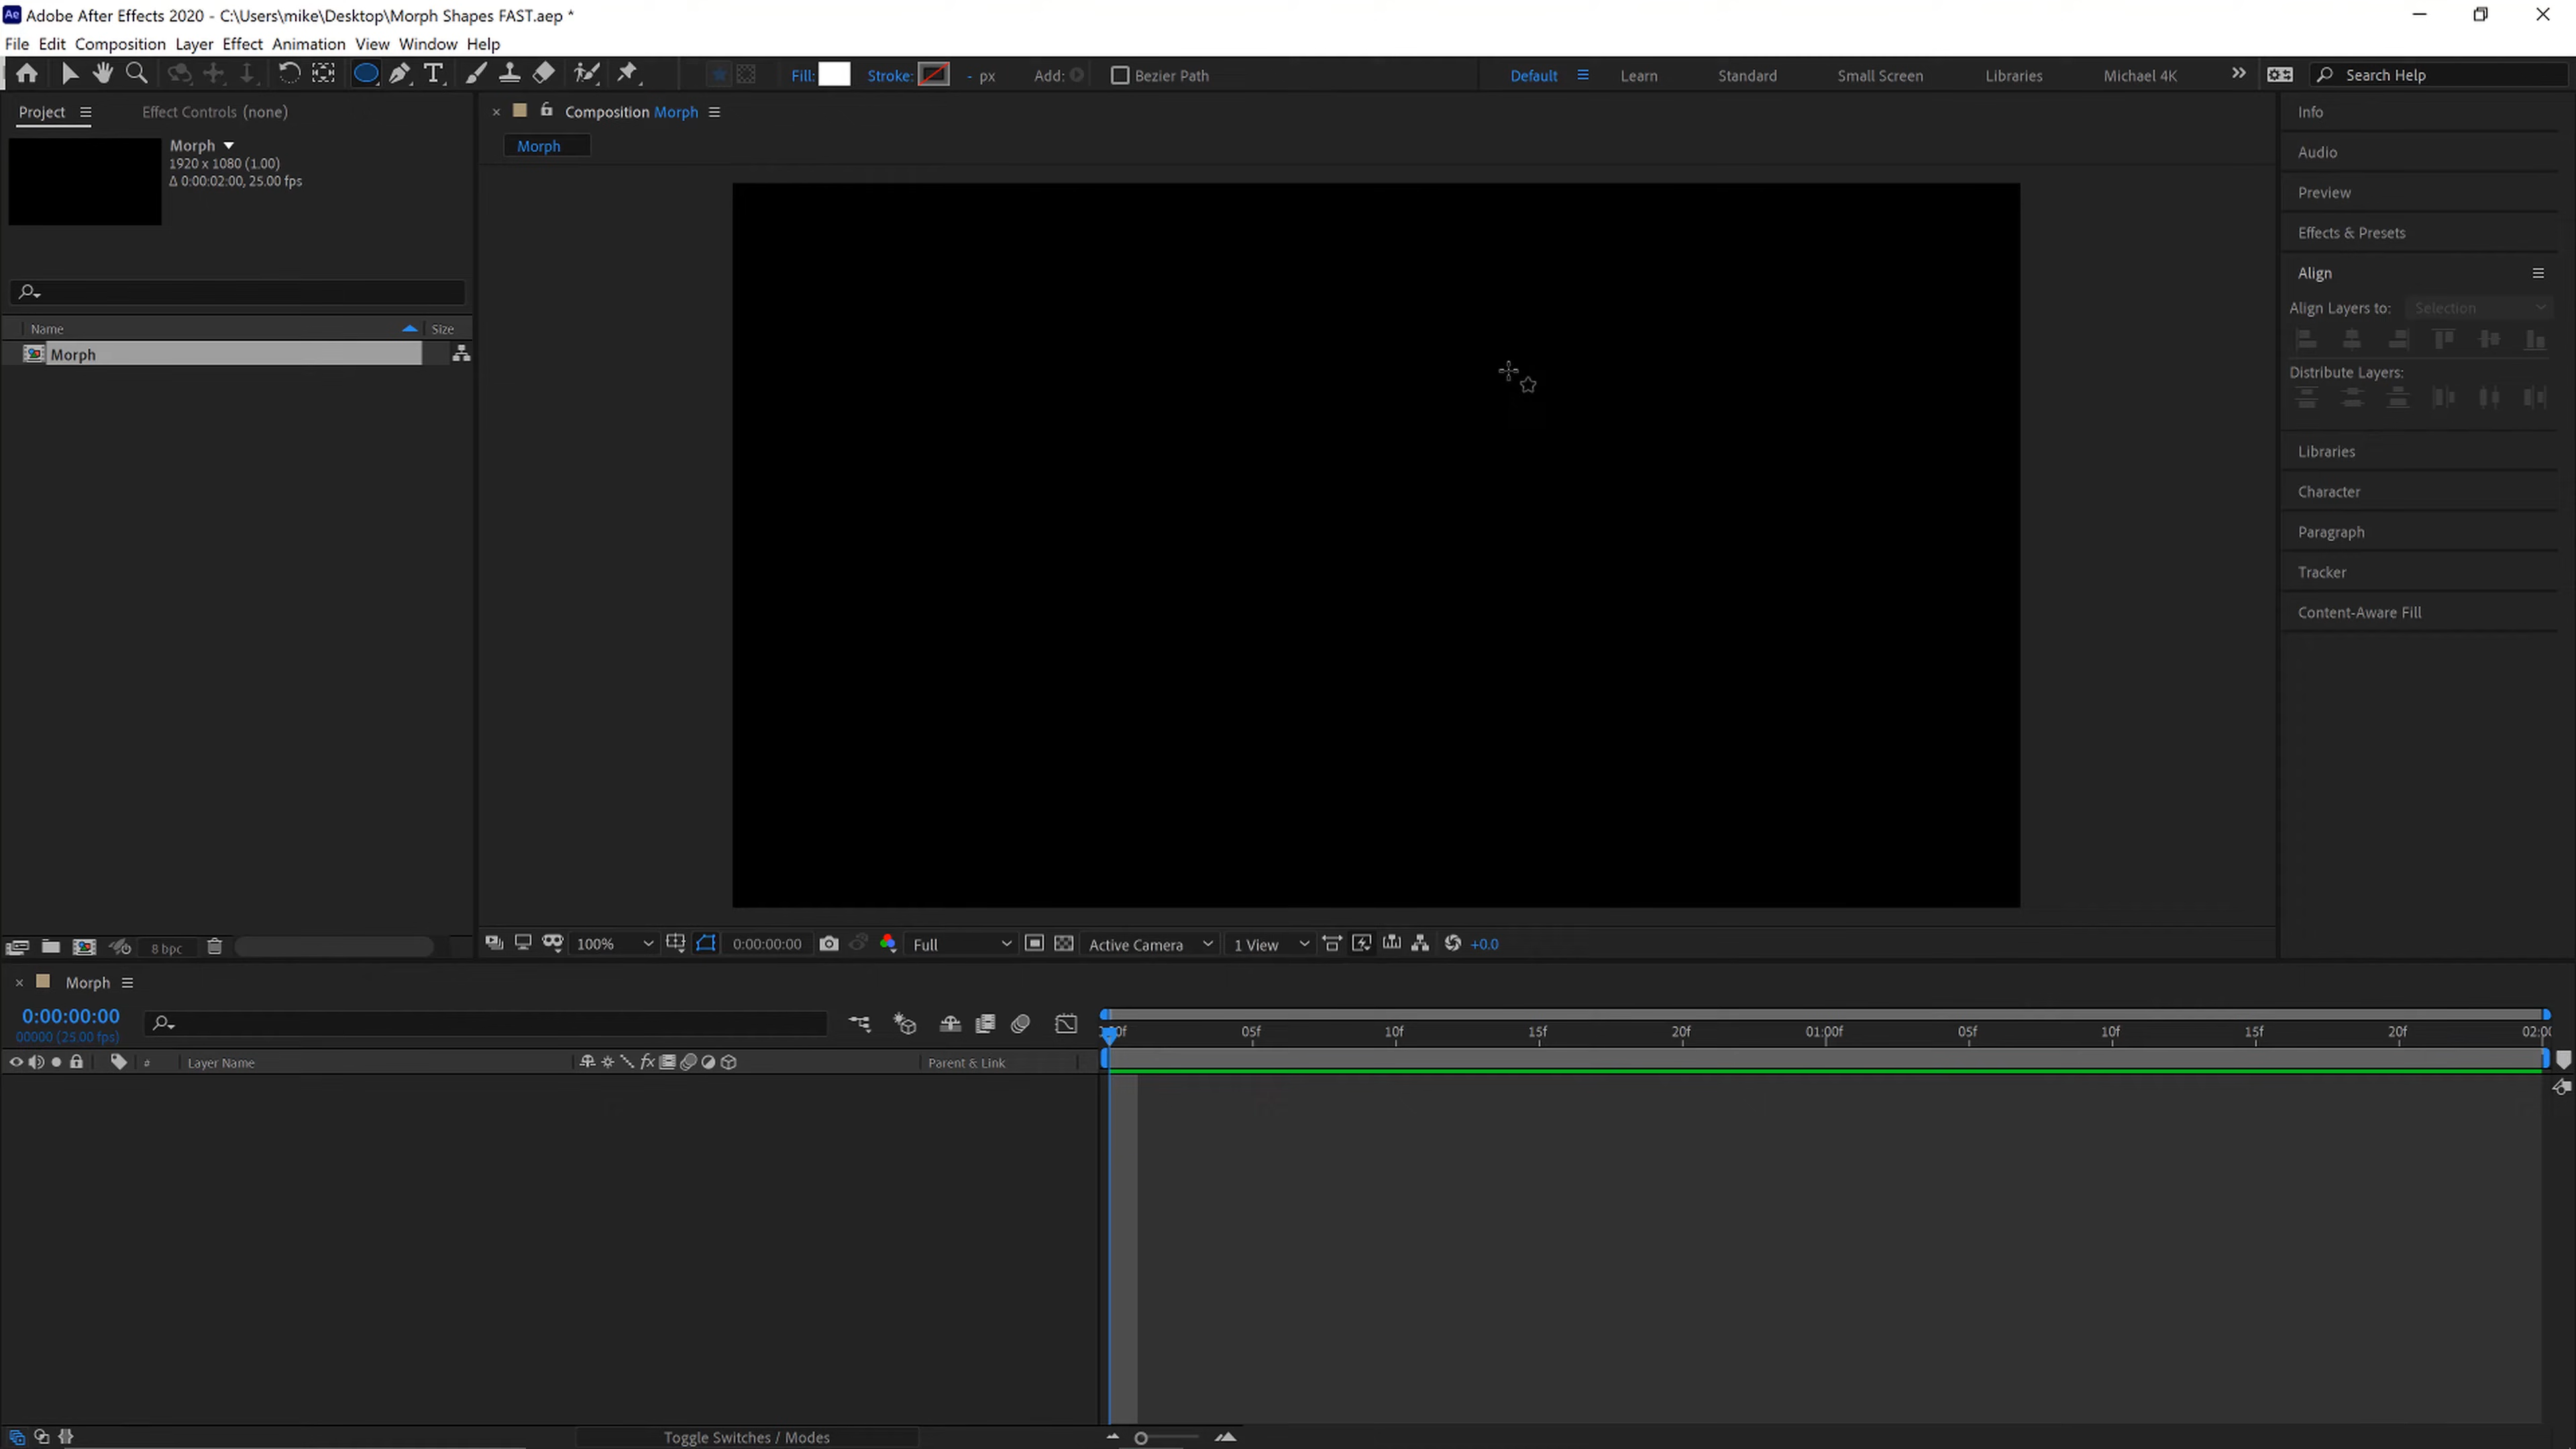 Adobe After Effects 2020 - C:\Users\mike\Desktop\Morph Shapes FAST.aep *
File Edit Composition Layer Effect Animation View Window Help
Fill: Stroke: - px Add: Bezier Path Default Learn Standard Small Screen Libraries Michael 4K Search Help
Project Effect Controls (none)
Morph
1920 x 1080 (1.00)
Δ 0:00:02:00, 25.00 fps
Name Size
Morph
8 bpc
Composition Morph
Morph
100% 0:00:00:00 Full Active Camera 1 View +0.0
Info
Audio
Preview
Effects & Presets
Align
Align Layers to: Selection
Distribute Layers:
Libraries
Character
Paragraph
Tracker
Content-Aware Fill
Morph
0:00:00:00
00000 (25.00 fps)
05f 10f 15f 20f 01:00f 05f 10f 15f 20f
# Layer Name fx Parent & Link
Toggle Switches / Modes